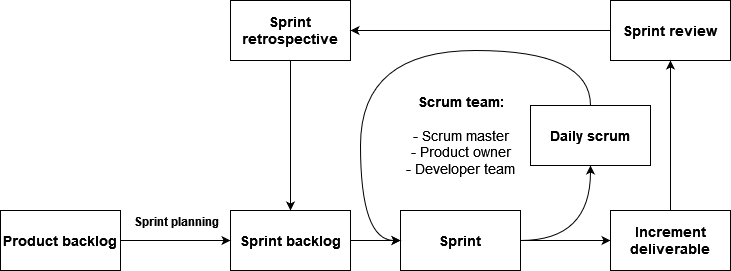 Sprint
retrospective
Sprint review
Scrum team:
- Scrum master
- Product owner
- Developer team
Daily scrum
Product backlog
Sprint planning
Sprint backlog
Sprint
Increment
deliverable